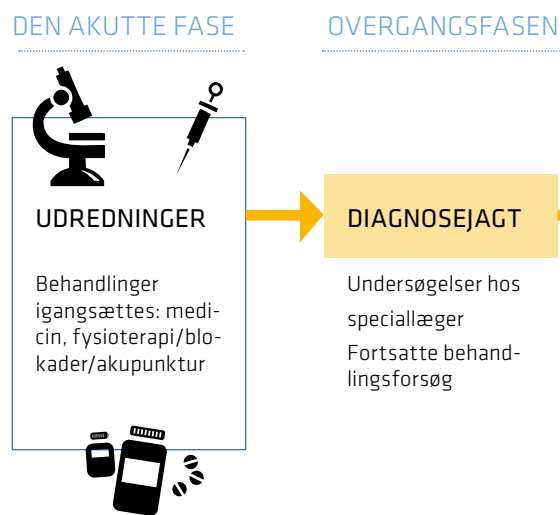 DEN AKUTTE FASE
OVERGANGSFASEN
UDREDNINGER
Behandlinger
igangsættes: medi-
cin, fysioterapi/blo-
kader/akupunktur
DIAGNOSEJAGT
Undersøgelser hos
speciallæger
Fortsatte behand-
lingsforsøg